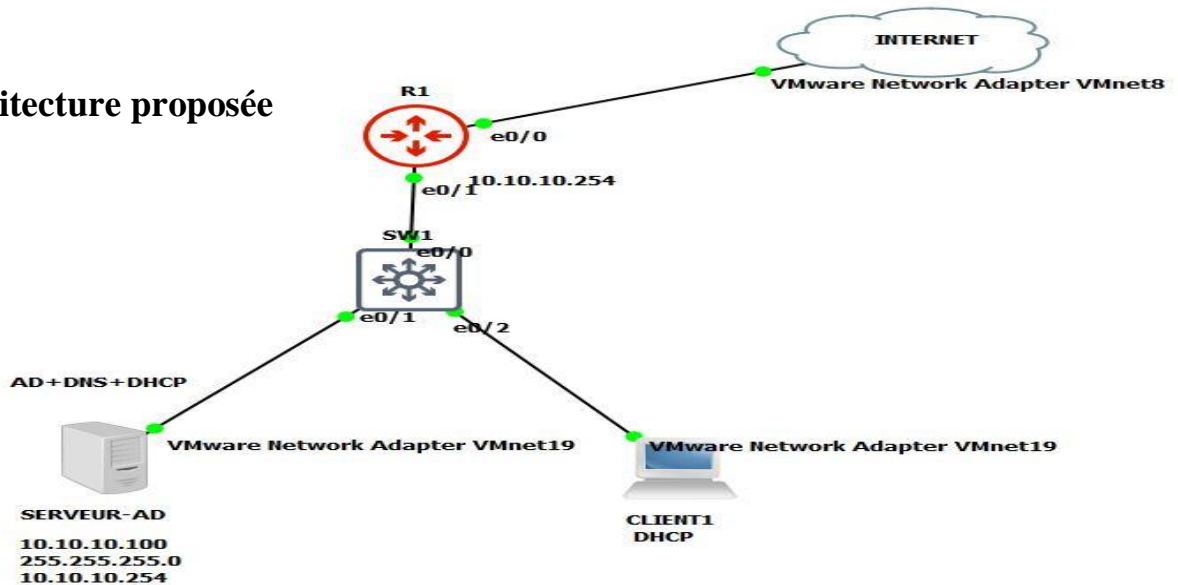 INTERNET
VMware Network Adapter VMnet8
itecture proposée
R1
e0/0
e0/1
10.10.10.254
SW1
e0/0
e0/1
e0/2
AD+DNS+DHCP
VMware Network Adapter VMnet19
VMware Network Adapter VMnet19
SERVEUR-AD
10.10.10.100
255.255.255.0
10.10.10.254
CLIENT1
DHCP